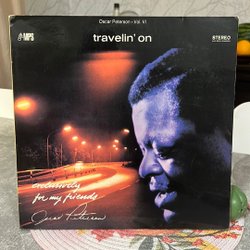 Oscar Peterson - Vol. VI
MPS
travelin' on
STEREO
exclusively
for my friends
Oscar Peterson